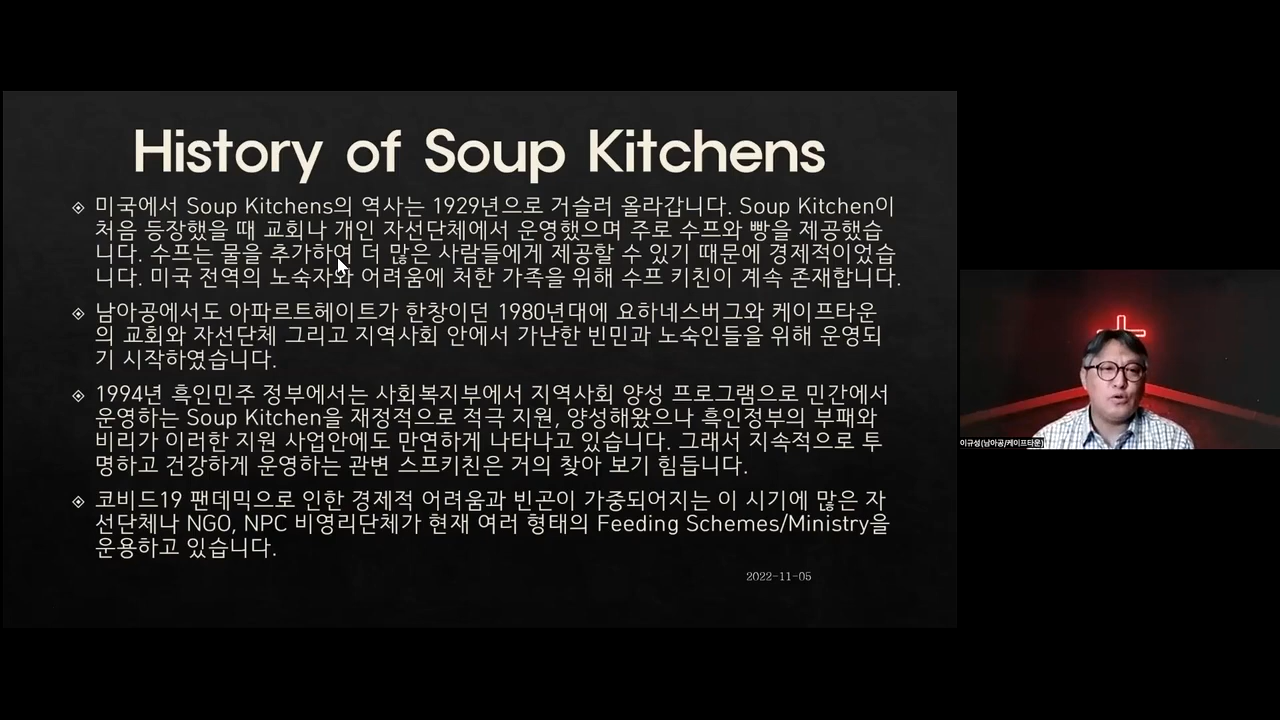 History of Soup Kitchens
미국에서 Soup Kitchens의 역사는 1929년으로 거슬러 올라갑니다. Soup Kitchen이
처음 등장했을 때 교회나 개인 자선단체에서 운영했으며 주로 수프와 빵을 제공했습
니다. 수프는 물을 추가하여 더 많은 사람들에게 제공할 수 있기 때문에 경제적이었습
니다. 미국 전역의 노숙자와 어려움에 처한 가족을 위해 수프 키친이 계속 존재합니다.
남아공에서도 아파르트헤이트가 한창이던 1980년대에 요하네스버그와 케이프타운
의 교회와 자선단체 그리고 지역사회 안에서 가난한 빈민과 노숙인들을 위해 운영되
기 시작하였습니다.
1994년 흑인민주 정부에서는 사회복지부에서 지역사회 양성 프로그램으로 민간에서
운영하는 Soup Kitchen을 재정적으로 적극 지원, 양성해왔으나 흑인정부의 부패와
비리가 이러한 지원 사업안에도 만연하게 나타나고 있습니다. 그래서 지속적으로 투
명하고 건강하게 운영하는 관변 스프키친은 거의 찾아 보기 힘듭니다.
코비드19 팬데믹으로 인한 경제적 어려움과 빈곤이 가중되어지는 이 시기에 많은 자
선단체나 NGO, NPC 비영리단체가 현재 여러 형태의 Feeding Schemes/Ministry을
운용하고 있습니다.
2022-11-05
이규성(남아공/케이프타운)